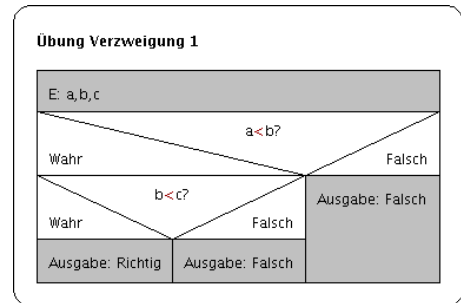 Übung Verzweigung 1
E: a,b,c
a<b?
Wahr
Falsch
b<c?
Wahr
Falsch
Ausgabe: Falsch
Ausgabe: Richtig
Ausgabe: Falsch